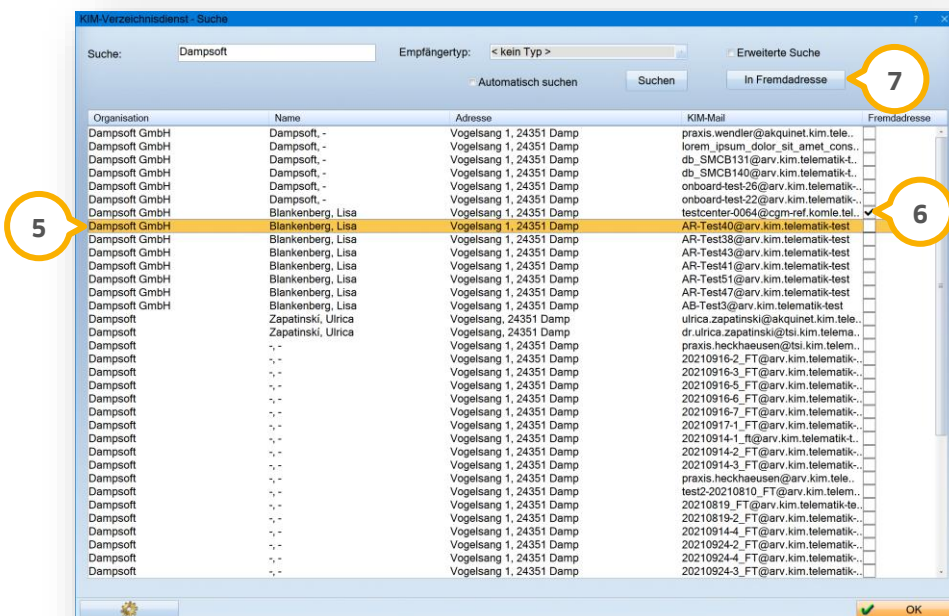 KIM-Verzeichnisdienst - Suche ? ×
Suche: Dampsoft Empfängertyp: < kein Typ > Erweiterte Suche
Automatisch suchen Suchen In Fremdadresse 7
Organisation Name Adresse KIM-Mail Fremdadresse
Dampsoft GmbH Dampsoft, - Vogelsang 1, 24351 Damp praxis.wendler@akquinet.kim.tele..
Dampsoft GmbH Dampsoft, - Vogelsang 1, 24351 Damp lorem_ipsum_dolor_sit_amet_cons..
Dampsoft GmbH Dampsoft, - Vogelsang 1, 24351 Damp db_SMCB131@arv.kim.telematik-t..
Dampsoft GmbH Dampsoft, - Vogelsang 1, 24351 Damp db_SMCB140@arv.kim.telematik-t..
Dampsoft GmbH Dampsoft, - Vogelsang 1, 24351 Damp onboard-test-26@arv.kim.telematik-..
Dampsoft GmbH Dampsoft, - Vogelsang 1, 24351 Damp onboard-test-22@arv.kim.telematik-..
Dampsoft GmbH Blankenberg, Lisa Vogelsang 1, 24351 Damp testcenter-0064@cgm-ref.komle.tel.. 6
5 Dampsoft GmbH Blankenberg, Lisa Vogelsang 1, 24351 Damp AR-Test40@arv.kim.telematik-test
Dampsoft GmbH Blankenberg, Lisa Vogelsang 1, 24351 Damp AR-Test38@arv.kim.telematik-test
Dampsoft GmbH Blankenberg, Lisa Vogelsang 1, 24351 Damp AR-Test43@arv.kim.telematik-test
Dampsoft GmbH Blankenberg, Lisa Vogelsang 1, 24351 Damp AR-Test41@arv.kim.telematik-test
Dampsoft GmbH Blankenberg, Lisa Vogelsang 1, 24351 Damp AR-Test51@arv.kim.telematik-test
Dampsoft GmbH Blankenberg, Lisa Vogelsang 1, 24351 Damp AR-Test47@arv.kim.telematik-test
Dampsoft GmbH Blankenberg, Lisa Vogelsang 1, 24351 Damp AB-Test3@arv.kim.telematik-test
Dampsoft Zapatinski, Ulrica Vogelsang, 24351 Damp ulrica.zapatinski@akquinet.kim.tele..
Dampsoft Zapatinski, Ulrica Vogelsang, 24351 Damp dr.ulrica.zapatinski@tsi.kim.telema..
Dampsoft -, - Vogelsang 1, 24351 Damp praxis.heckhaeusen@tsi.kim.telem..
Dampsoft -, - Vogelsang 1, 24351 Damp 20210916-2_FT@arv.kim.telematik-..
Dampsoft -, - Vogelsang 1, 24351 Damp 20210916-3_FT@arv.kim.telematik-..
Dampsoft -, - Vogelsang 1, 24351 Damp 20210916-5_FT@arv.kim.telematik-..
Dampsoft -, - Vogelsang 1, 24351 Damp 20210916-6_FT@arv.kim.telematik-..
Dampsoft -, - Vogelsang 1, 24351 Damp 20210916-7_FT@arv.kim.telematik-..
Dampsoft -, - Vogelsang 1, 24351 Damp 20210917-1_FT@arv.kim.telematik-..
Dampsoft -, - Vogelsang 1, 24351 Damp 20210914-1_ft@arv.kim.telematik-t..
Dampsoft -, - Vogelsang 1, 24351 Damp 20210914-2_FT@arv.kim.telematik-..
Dampsoft -, - Vogelsang 1, 24351 Damp 20210914-3_FT@arv.kim.telematik-..
Dampsoft -, - Vogelsang 1, 24351 Damp praxis.heckhaeusen@arv.kim.tele..
Dampsoft -, - Vogelsang 1, 24351 Damp test2-20210810_FT@arv.kim.telem..
Dampsoft -, - Vogelsang 1, 24351 Damp 20210819_FT@arv.kim.telematik-te..
Dampsoft -, - Vogelsang 1, 24351 Damp 20210819-2_FT@arv.kim.telematik-..
Dampsoft -, - Vogelsang 1, 24351 Damp 20210914-4_FT@arv.kim.telematik-..
Dampsoft -, - Vogelsang 1, 24351 Damp 20210924-2_FT@arv.kim.telematik-..
Dampsoft -, - Vogelsang 1, 24351 Damp 20210924-4_FT@arv.kim.telematik-..
Dampsoft -, - Vogelsang 1, 24351 Damp 20210924-3_FT@arv.kim.telematik-..
OK